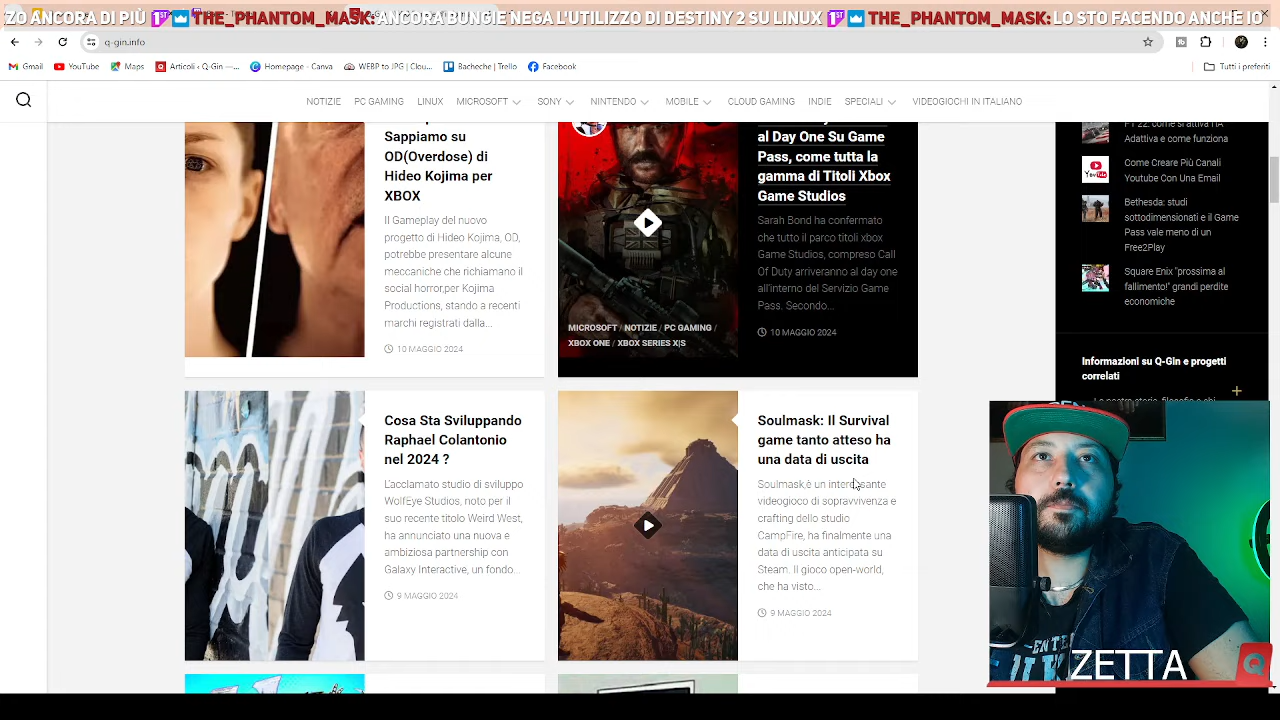 ZO ANCORA DI PIÙ 1ST THE_PHANTOM_MASK: ANCORA BUNGIE NEGA L'UTILIZZO DI DESTINY 2 SU LINUX 1ST THE_PHANTOM_MASK: LO STO FACENDO ANCHE IO
q-gin.info
Gmail YouTube Maps Articoli ‹ Q-Gin —... Homepage - Canva WEBP to JPG | Clou... Bacheche | Trello Facebook Tutti i preferiti
NOTIZIE PC GAMING LINUX MICROSOFT SONY NINTENDO MOBILE CLOUD GAMING INDIE SPECIALI VIDEOGIOCHI IN ITALIANO
Sappiamo su
OD(Overdose) di
Hideo Kojima per
XBOX
Il Gameplay del nuovo
progetto di Hideo Kojima, OD,
potrebbe presentare alcune
meccaniche che richiamano il
social horror,per Kojima
Productions, stando a recenti
marchi registrati dalla...
10 MAGGIO 2024
al Day One Su Game
Pass, come tutta la
gamma di Titoli Xbox
Game Studios
Sarah Bond ha confermato
che tutto il parco titoli xbox
Game Studios, compreso Call
Of Duty arriveranno al day one
all'interno del Servizio Game
Pass. Secondo...
10 MAGGIO 2024
MICROSOFT / NOTIZIE / PC GAMING /
XBOX ONE / XBOX SERIES X|S
Cosa Sta Sviluppando
Raphael Colantonio
nel 2024 ?
L'acclamato studio di sviluppo
WolfEye Studios, noto per il
suo recente titolo Weird West,
ha annunciato una nuova e
ambiziosa partnership con
Galaxy Interactive, un fondo...
9 MAGGIO 2024
Soulmask: Il Survival
game tanto atteso ha
una data di uscita
Soulmask,è un interessante
videogioco di sopravvivenza e
crafting dello studio
CampFire, ha finalmente una
data di uscita anticipata su
Steam. Il gioco open-world,
che ha visto...
9 MAGGIO 2024
F1 22: come si attiva l'IA
Adattiva e come funziona
Come Creare Più Canali
Youtube Con Una Email
Bethesda: studi
sottodimensionati e il Game
Pass vale meno di un
Free2Play
Square Enix "prossima al
fallimento!" grandi perdite
economiche
Informazioni su Q-Gin e progetti
correlati
ZETTA